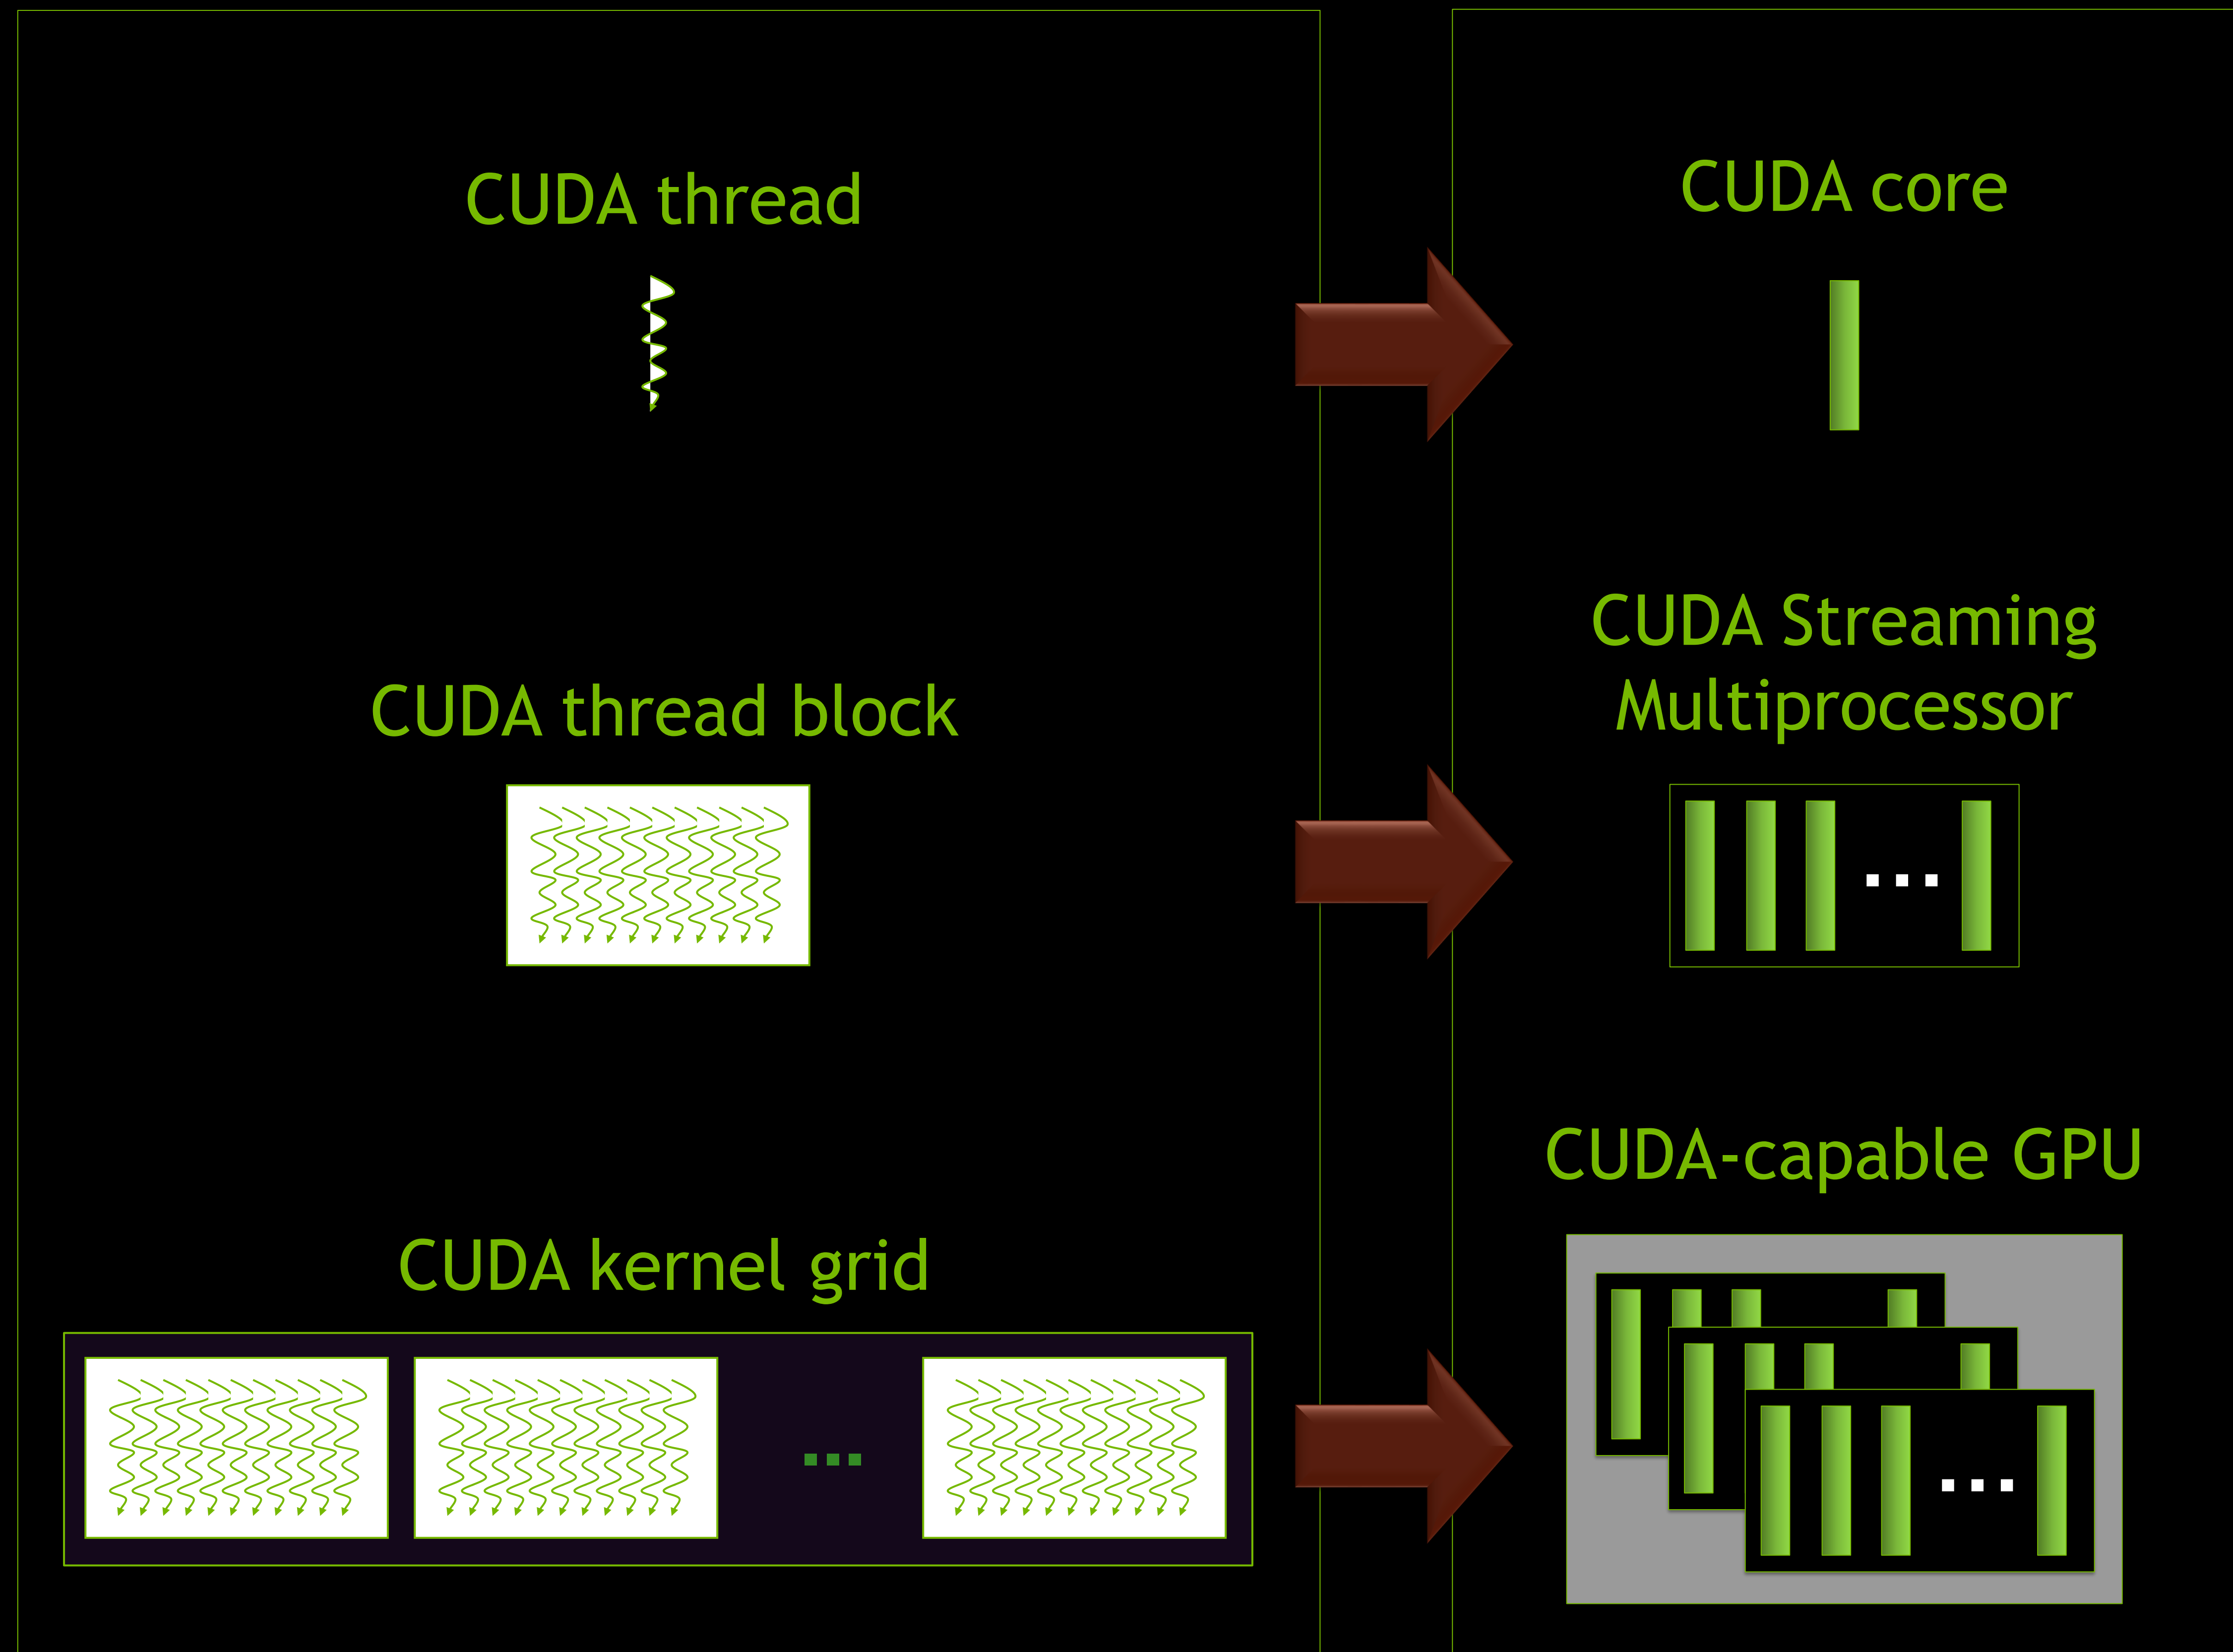 CUDA thread
CUDA core
CUDA thread block
CUDA Streaming
Multiprocessor
...
CUDA kernel grid
CUDA-capable GPU
...
...